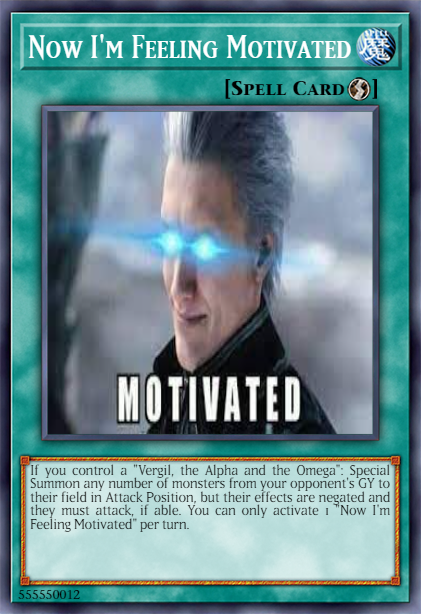 Now I'm Feeling Motivated 魔
[Spell Card]
MOTIVATED
If you control a "Vergil, the Alpha and the Omega": Special
Summon any number of monsters from your opponent's GY to
their field in Attack Position, but their effects are negated and
they must attack, if able. You can only activate 1 "Now I'm
Feeling Motivated" per turn.
555550012